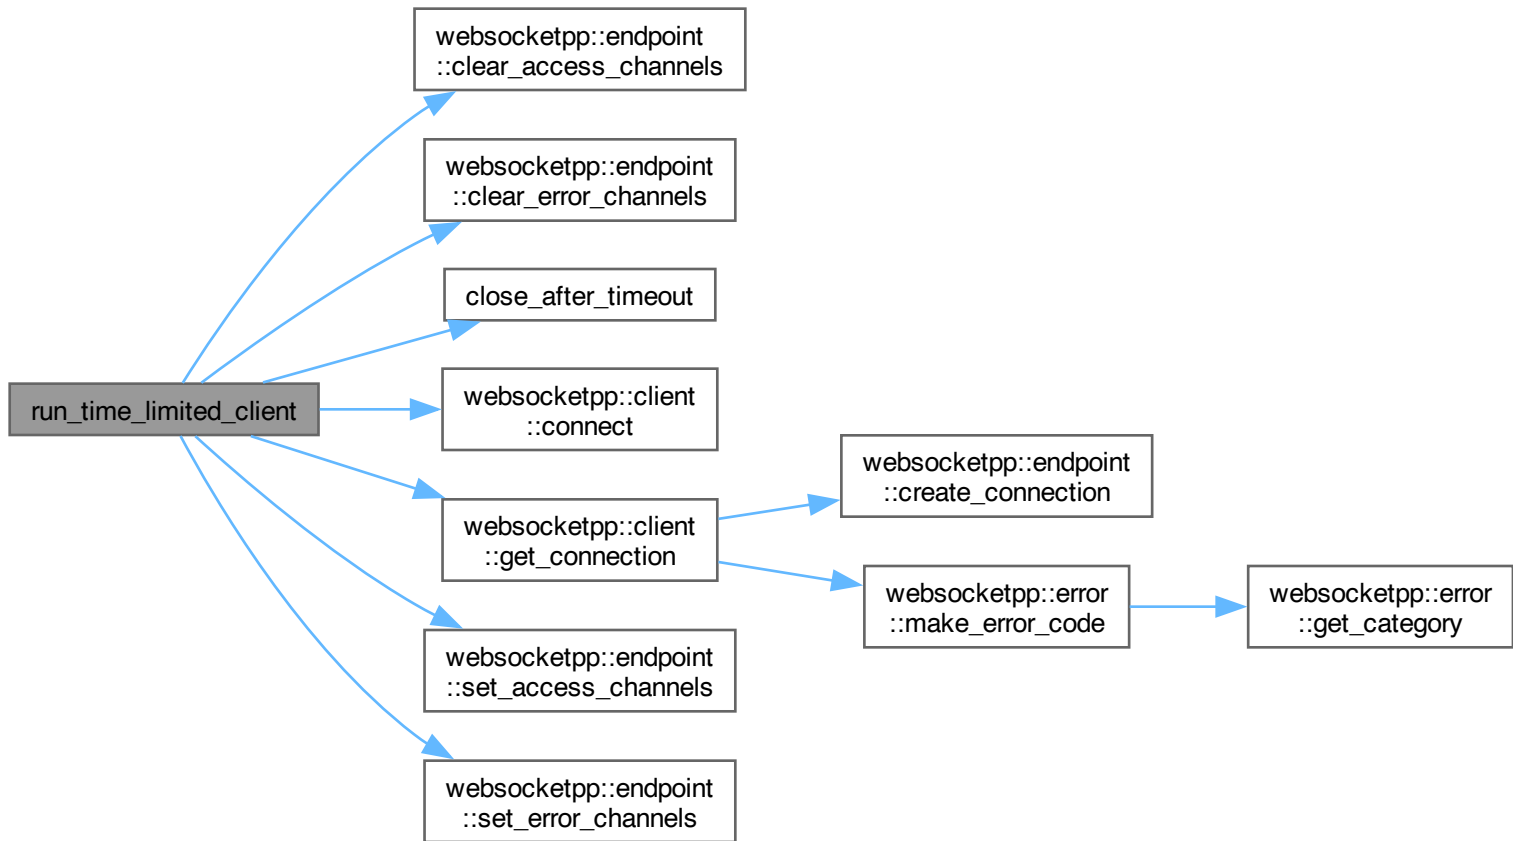 websocketpp::endpoint
::clear_access_channels
websocketpp::endpoint
::clear_error_channels
close_after_timeout
run_time_limited_client
websocketpp::client
::connect
websocketpp::client
::get_connection
websocketpp::endpoint
::create_connection
websocketpp::error
::make_error_code
websocketpp::error
::get_category
websocketpp::endpoint
::set_access_channels
websocketpp::endpoint
::set_error_channels